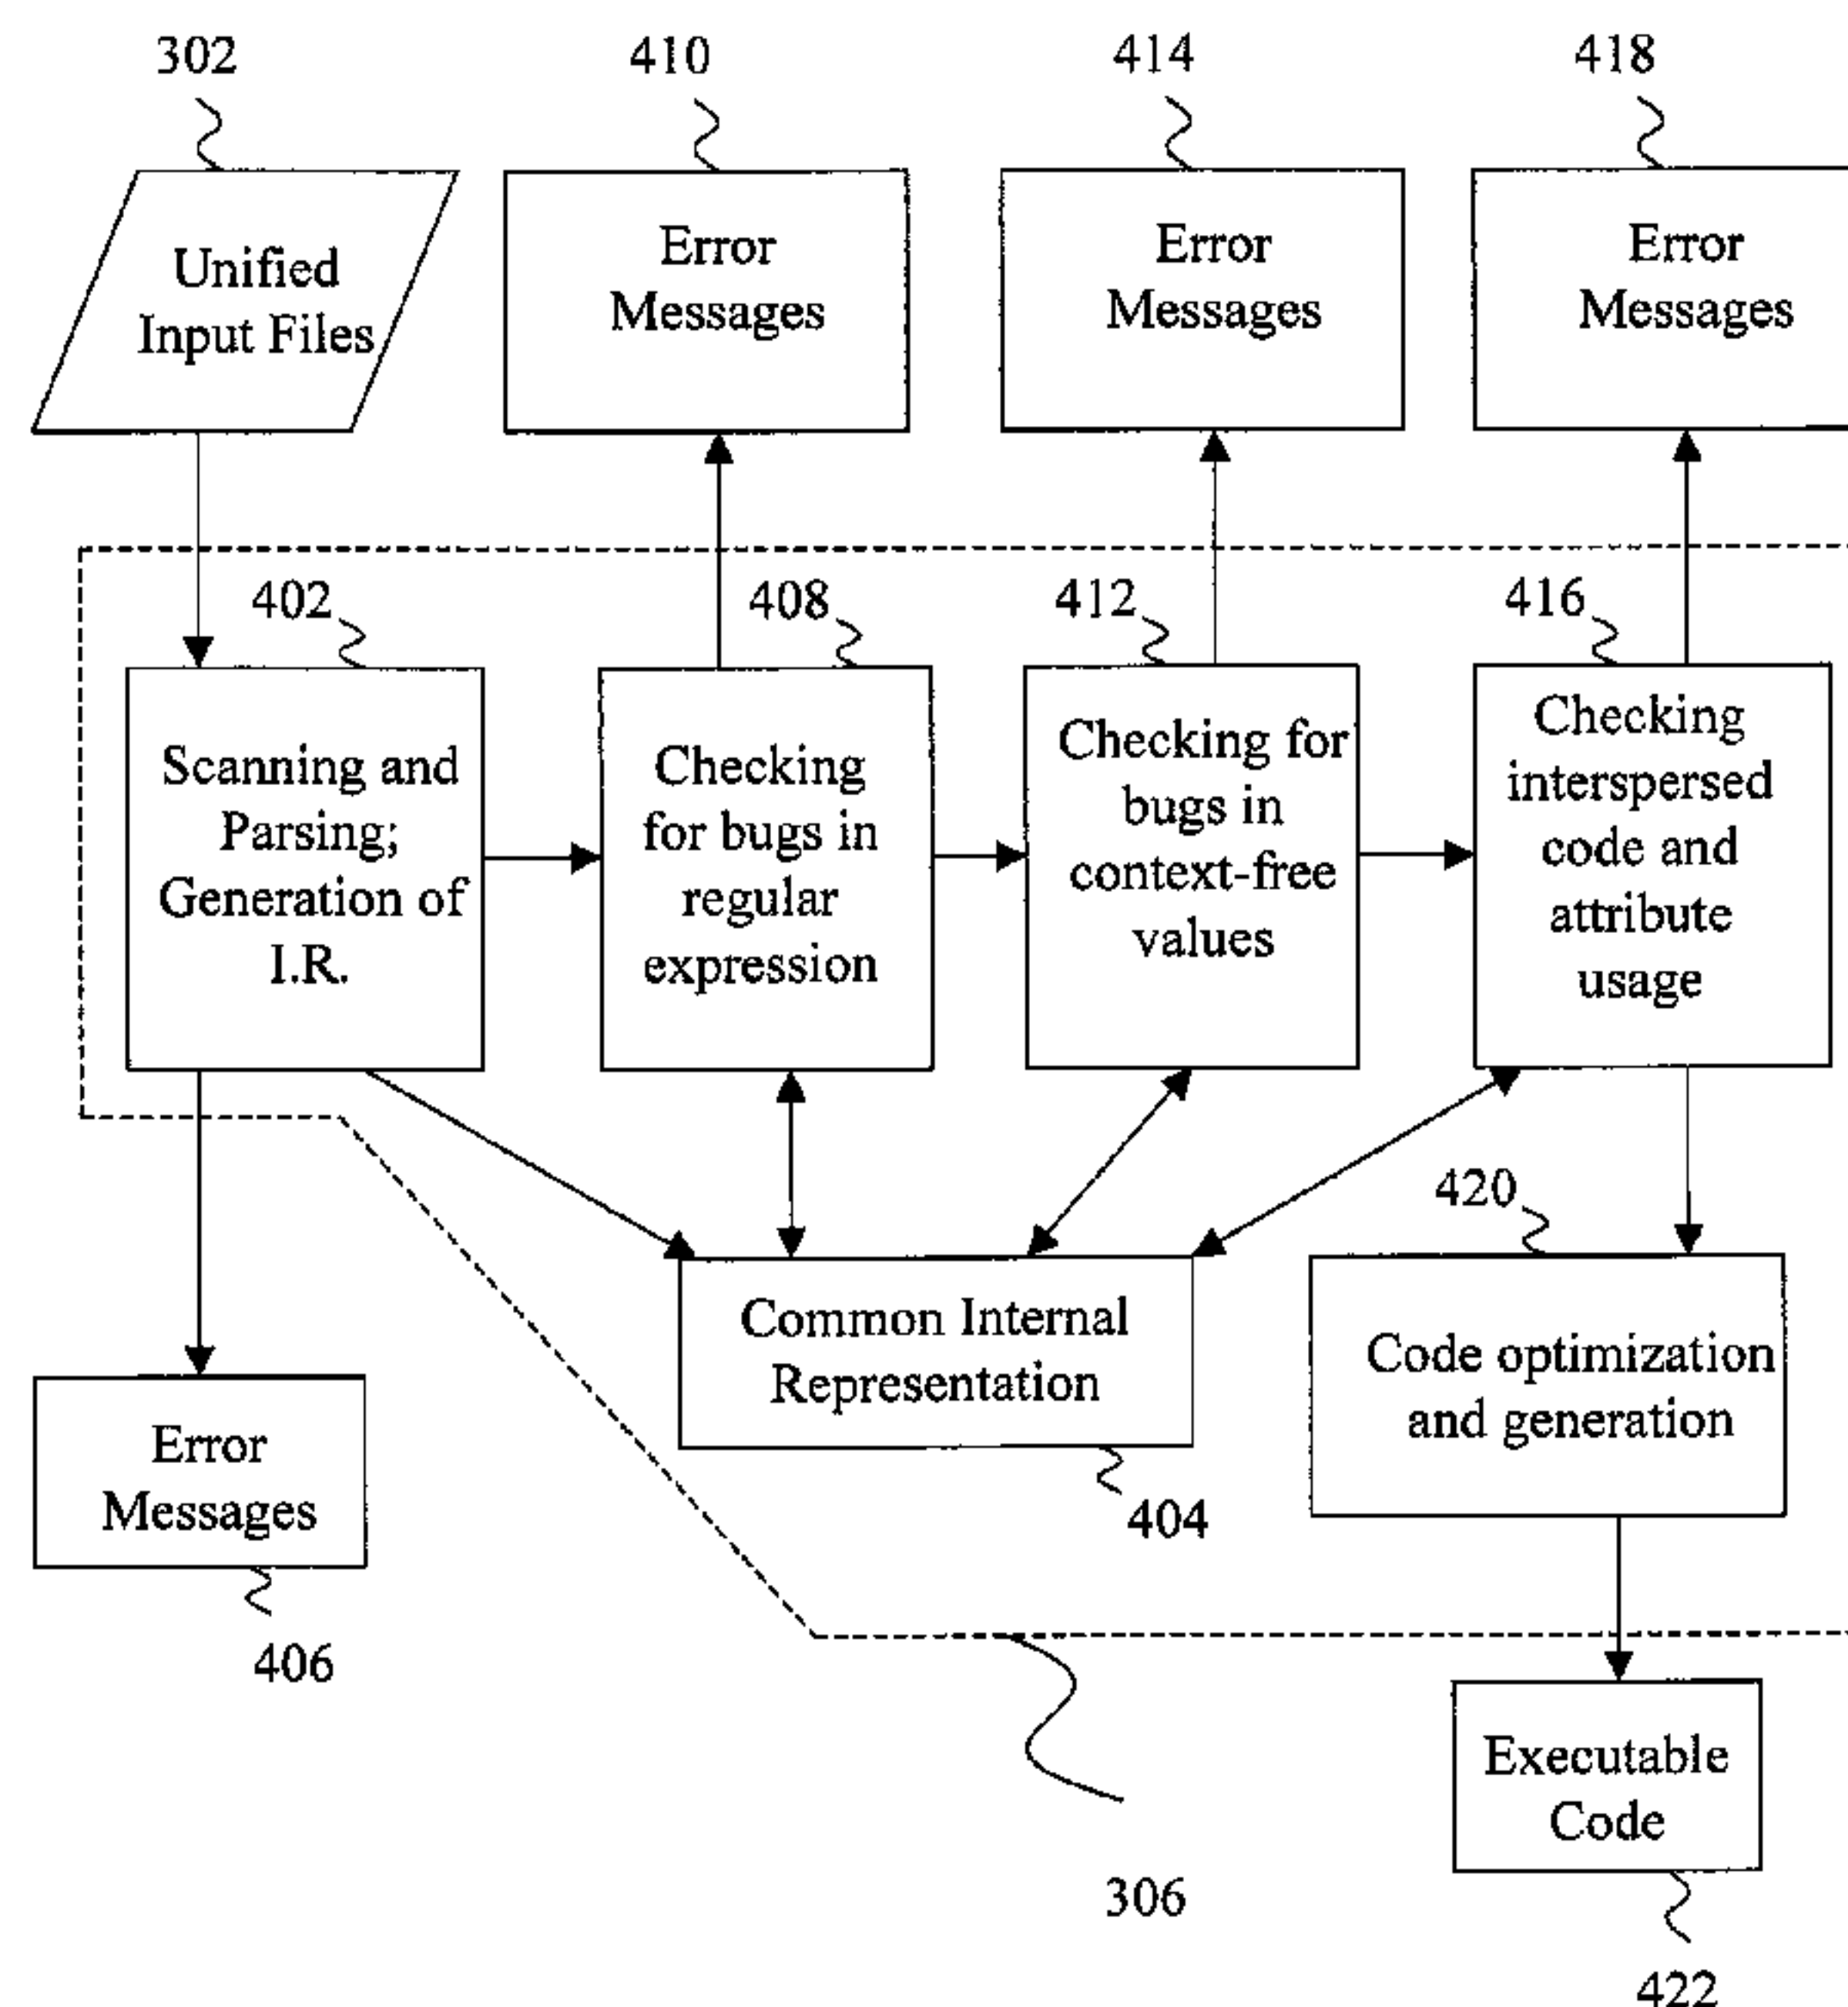 302
410
414
418
Unified
Input Files
Error
Messages
Error
Messages
Error
Messages
402
408
412
416
Scanning and
Parsing;
Generation of
I.R.
Checking
for bugs in
regular
expression
Checking for
bugs in
context-free
values
Checking
interspersed
code and
attribute
usage
420
Common Internal
Representation
404
Code optimization
and generation
Error
Messages
406
306
Executable
Code
422